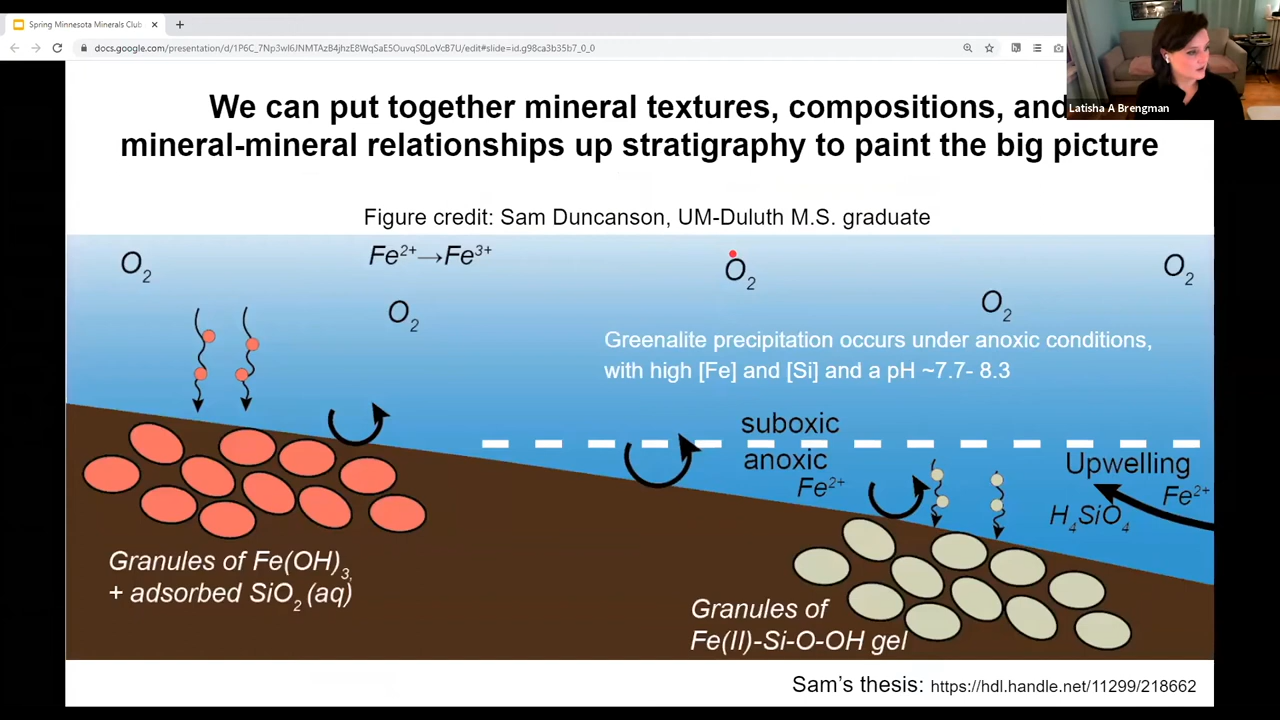 Spring Minnesota Minerals Club
docs.google.com/presentation/d/1P6C_7Np3wI6JNMTAzB4jhzE8WqSaE5OuvqS0LoVcB7U/edit#slide=id.g98ca3b35b7_0_0
Latisha A Brengman
We can put together mineral textures, compositions, and
mineral-mineral relationships up stratigraphy to paint the big picture
Figure credit: Sam Duncanson, UM-Duluth M.S. graduate
O2
Fe2+→Fe3+
O2
O2
O2
O2
Greenalite precipitation occurs under anoxic conditions,
with high [Fe] and [Si] and a pH ~7.7- 8.3
suboxic
anoxic
Fe2+
Upwelling
Fe2+
H4SiO4
Granules of Fe(OH)3,
+ adsorbed SiO2 (aq)
Granules of
Fe(II)-Si-O-OH gel
Sam's thesis: https://hdl.handle.net/11299/218662